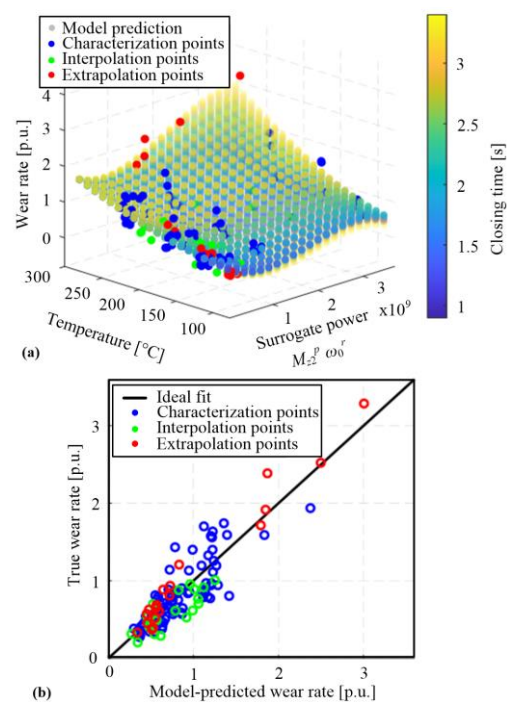 (a)
Model prediction
Characterization points
Interpolation points
Extrapolation points
Wear rate [p.u.]
4
3
2
1
0
300
250
200
150
100
Temperature [°C]
1
2
3
x10⁹
Surrogate power
M_{z2}^p ω_0^r
3
2.5
2
1.5
1
Closing time [s]
(b)
Ideal fit
Characterization points
Interpolation points
Extrapolation points
True wear rate [p.u.]
3
2
1
0
0
1
2
3
Model-predicted wear rate [p.u.]